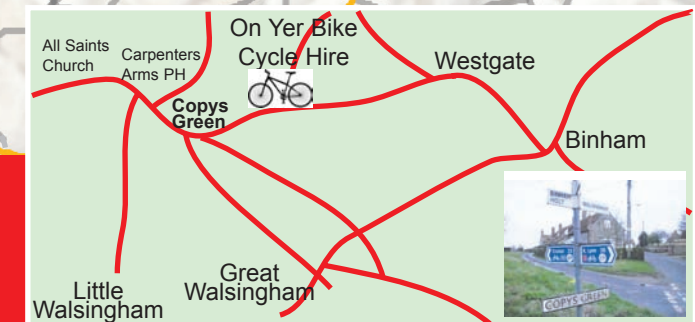 All Saints
Church
Carpenters
Arms PH
On Yer Bike
Cycle Hire
Westgate
Copys
Green
Binham
Little
Walsingham
Great
Walsingham
COPYS GREEN